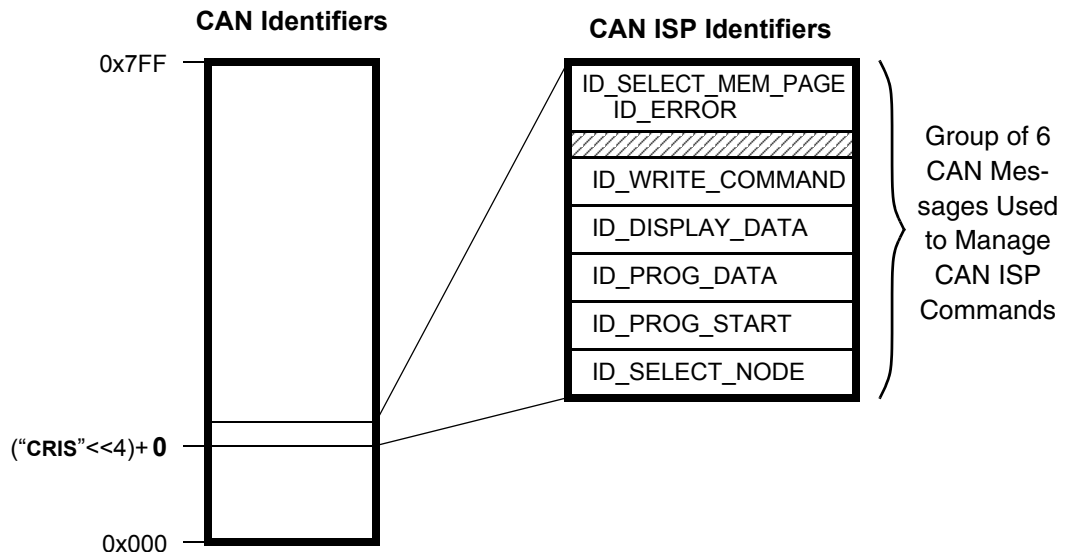 CAN Identifiers
0x7FF
("CRIS"<<4)+ 0
0x000
CAN ISP Identifiers
ID_SELECT_MEM_PAGE
ID_ERROR
ID_WRITE_COMMAND
ID_DISPLAY_DATA
ID_PROG_DATA
ID_PROG_START
ID_SELECT_NODE
Group of 6
CAN Mes-
sages Used
to Manage
CAN ISP
Commands